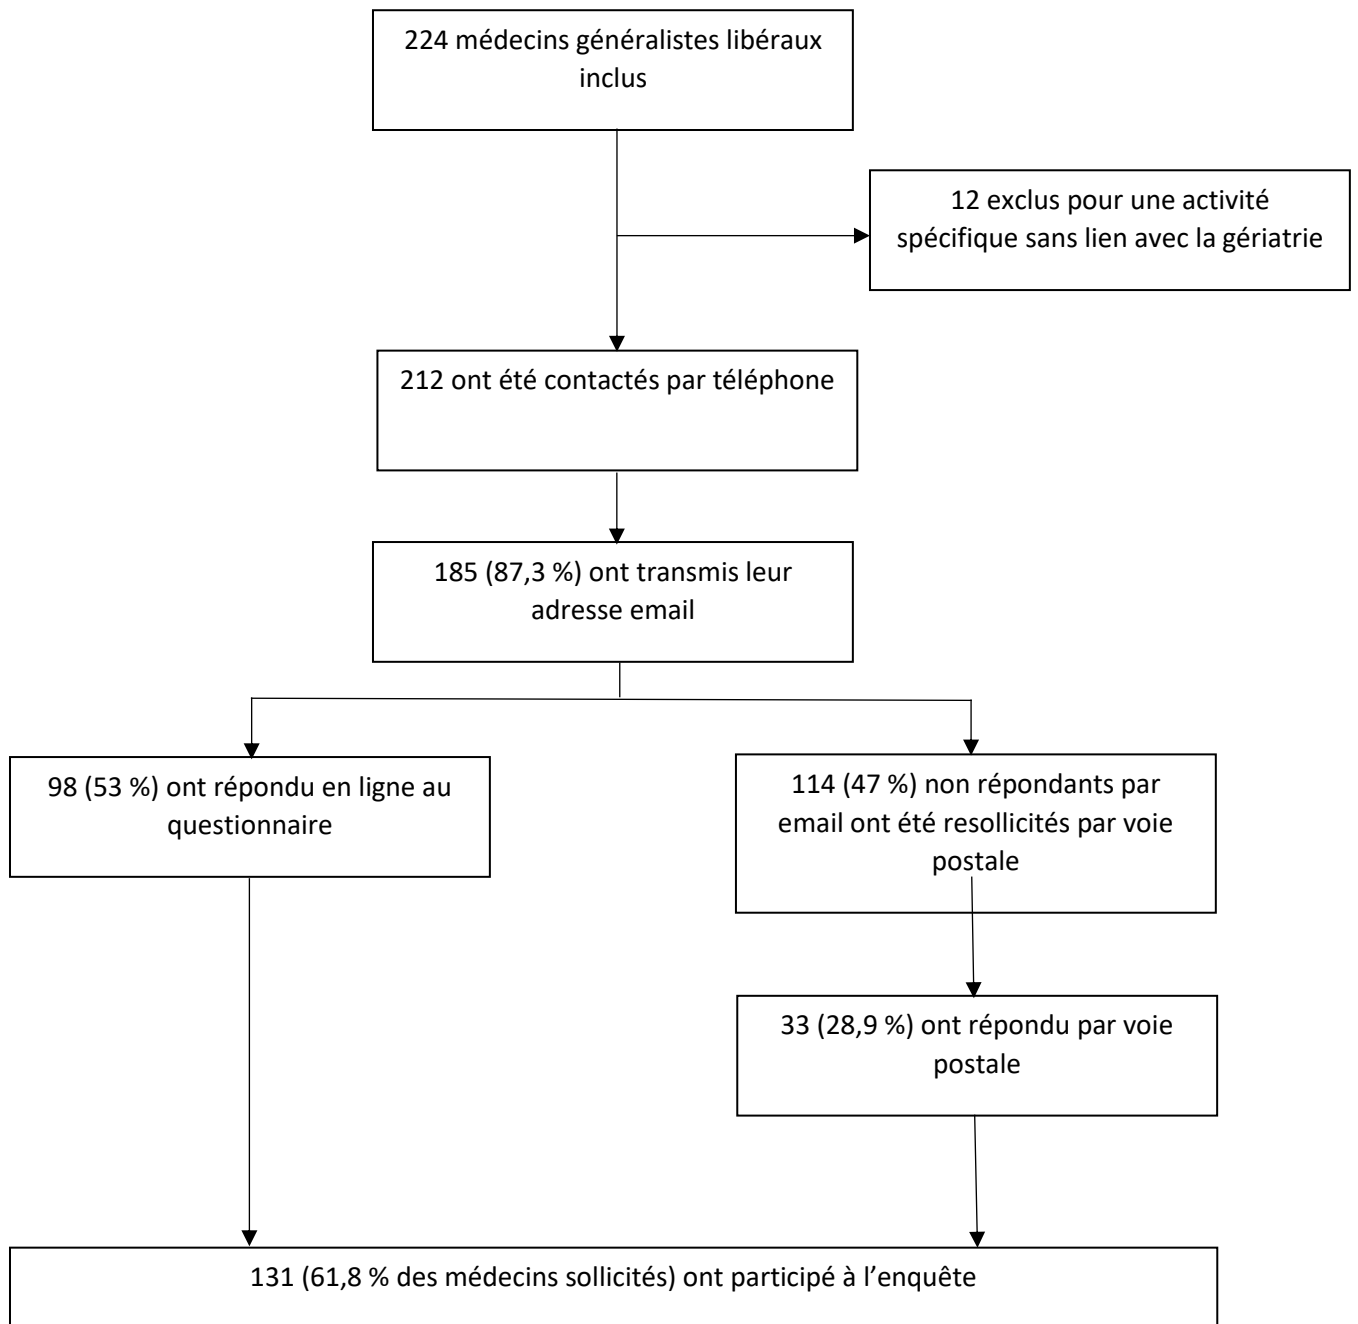 224 médecins généralistes libéraux
inclus
12 exclus pour une activité
spécifique sans lien avec la gériatrie
212 ont été contactés par téléphone
185 (87,3 %) ont transmis leur
adresse email
98 (53 %) ont répondu en ligne au
questionnaire
114 (47 %) non répondants par
email ont été resollicités par voie
postale
33 (28,9 %) ont répondu par voie
postale
131 (61,8 % des médecins sollicités) ont participé à l’enquête